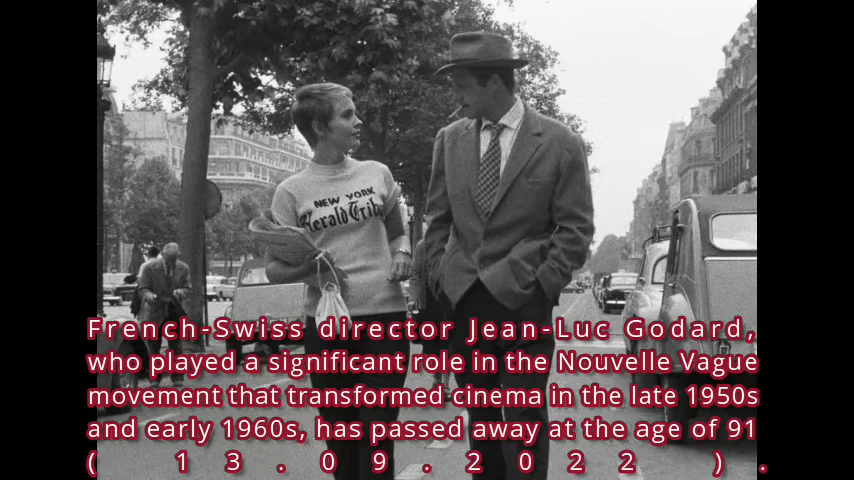 NEW YORK
Herald Trib
French-Swiss director Jean-Luc Godard,
who played a significant role in the Nouvelle Vague
movement that transformed cinema in the late 1950s
and early 1960s, has passed away at the age of 91
(13.09.2022).